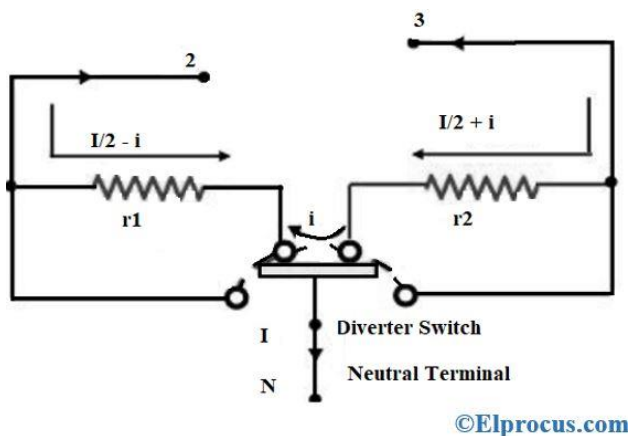 3
2
I/2 - i
I/2 + i
r1
i
r2
I
Diverter Switch
N
Neutral Terminal
©Elprocus.com